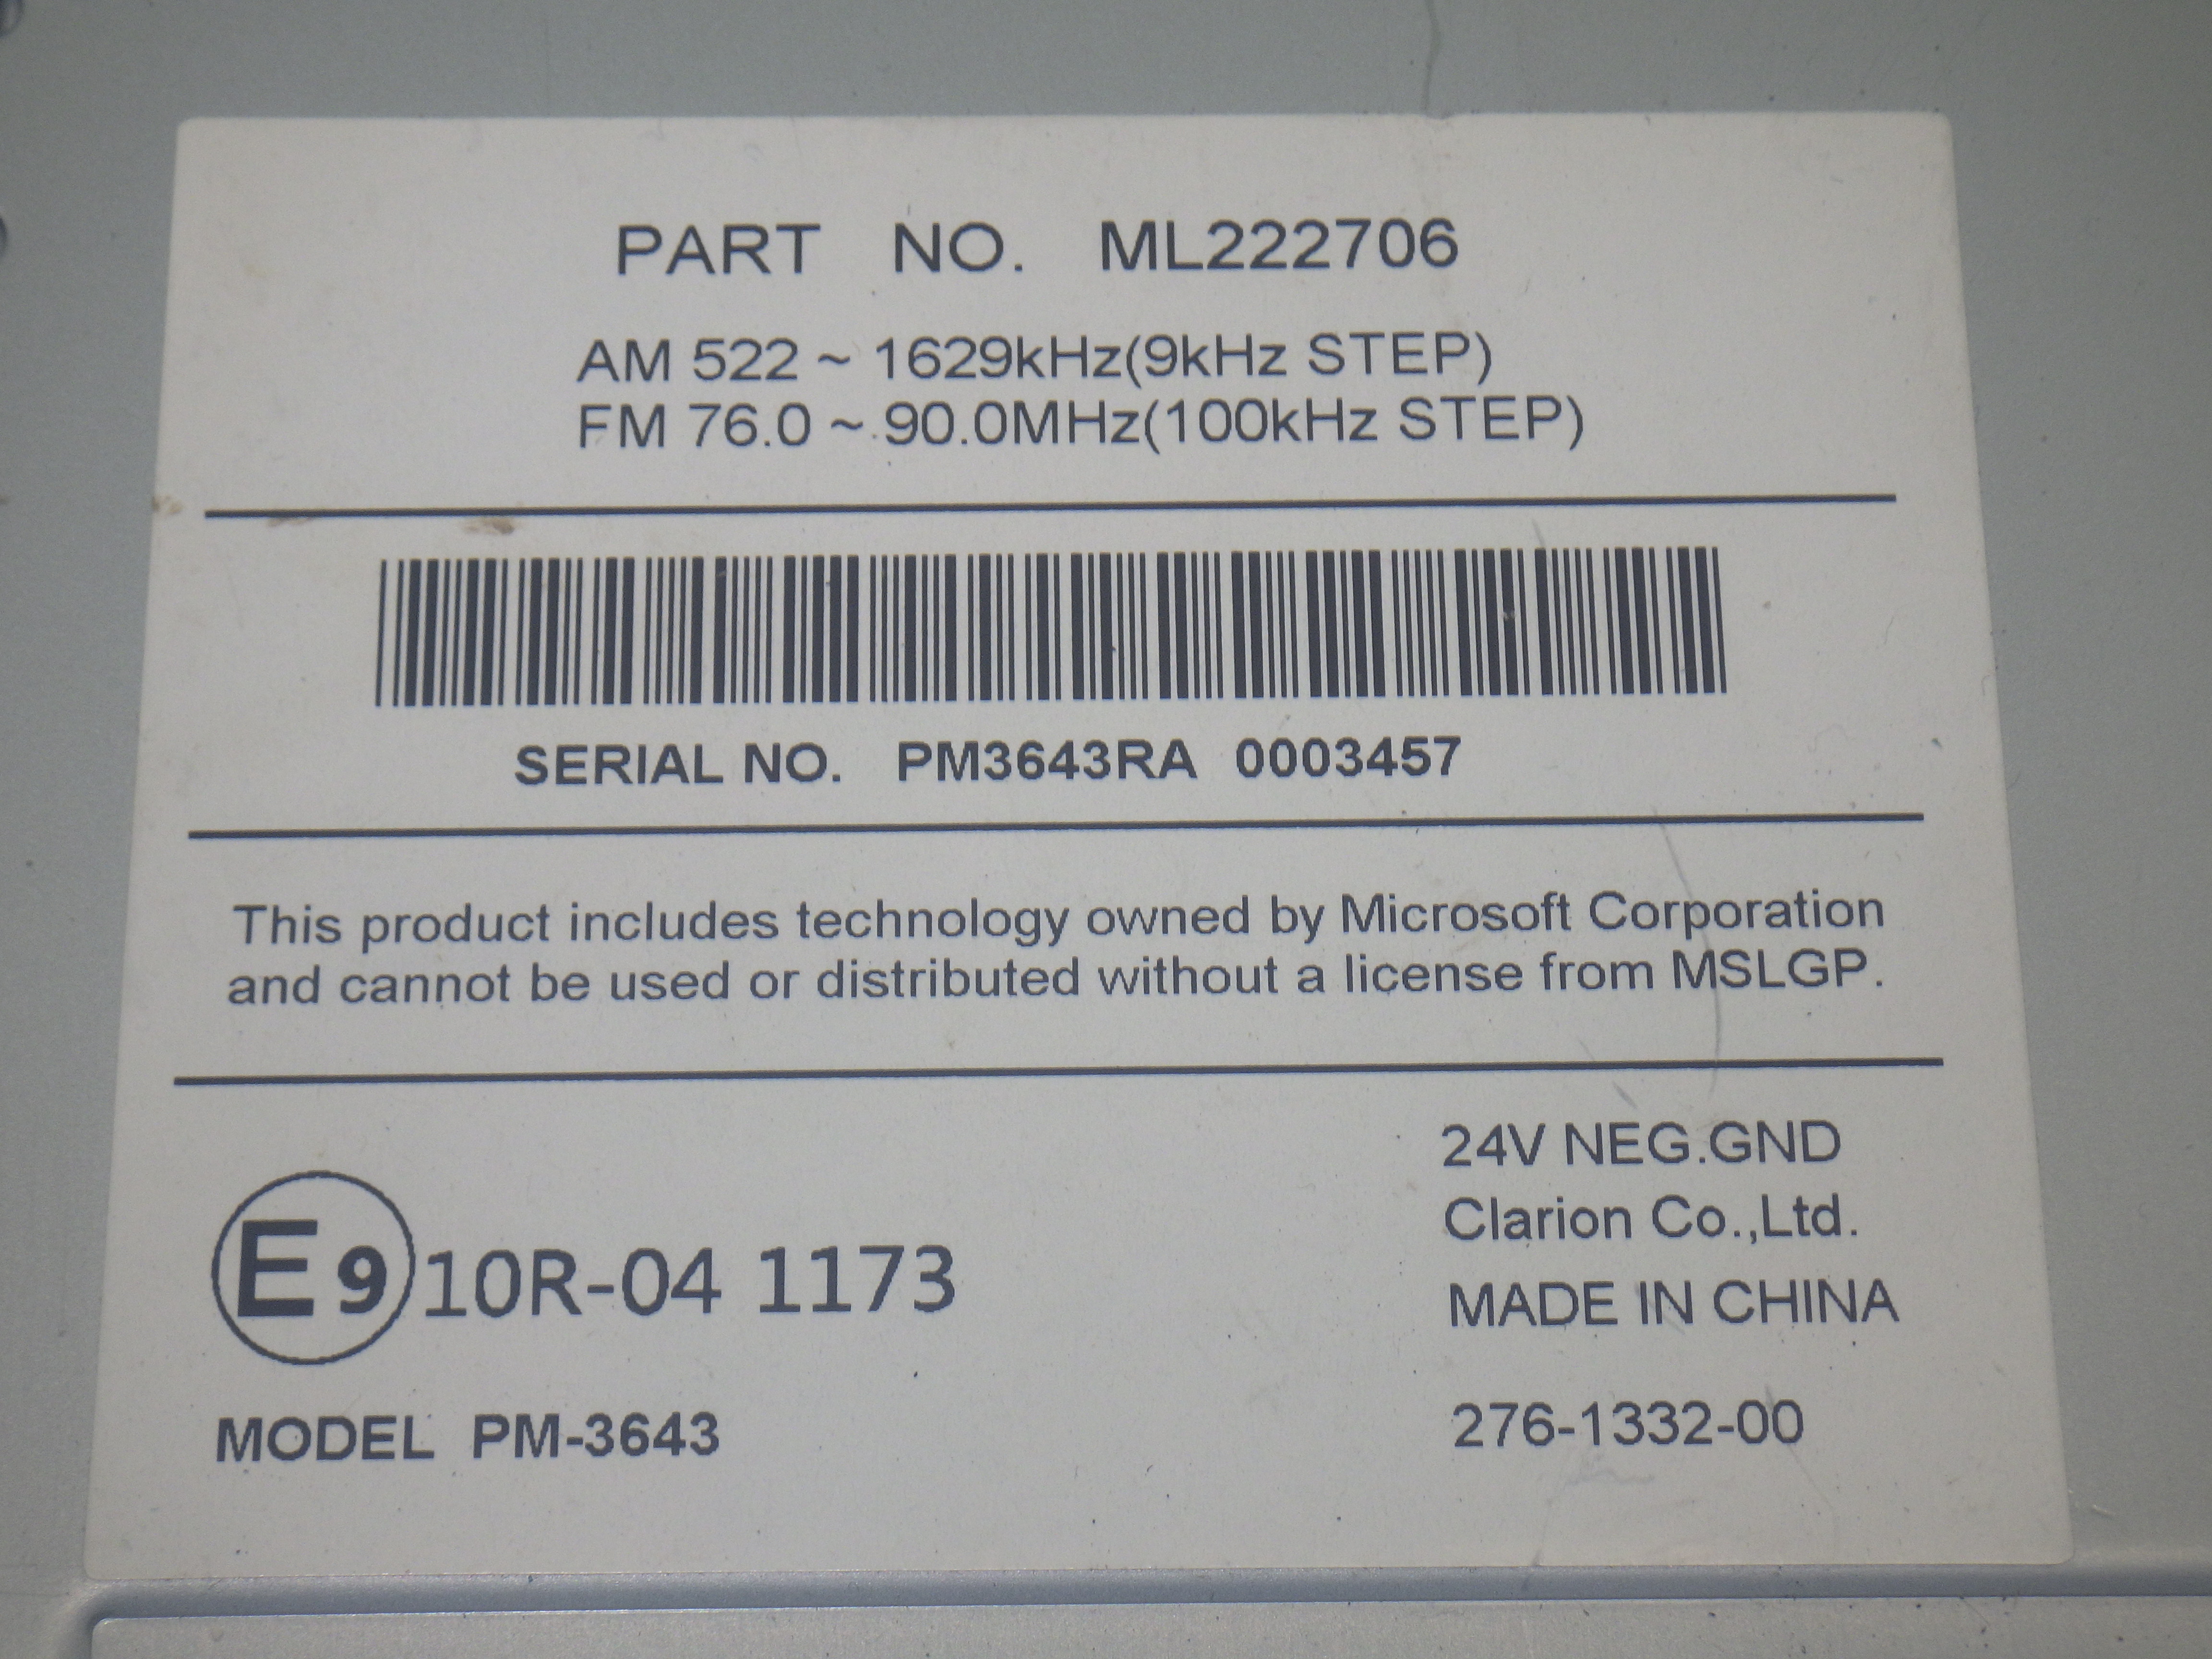 PART NO. ML222706
AM 522 ~ 1629kHz(9kHz STEP)
FM 76.0 ~ 90.0MHz(100kHz STEP)
SERIAL NO. PM3643RA 0003457
This product includes technology owned by Microsoft Corporation
and cannot be used or distributed without a license from MSLGP.
24V NEG.GND
Clarion Co.,Ltd.
E9 10R-04 1173
MADE IN CHINA
MODEL PM-3643
276-1332-00